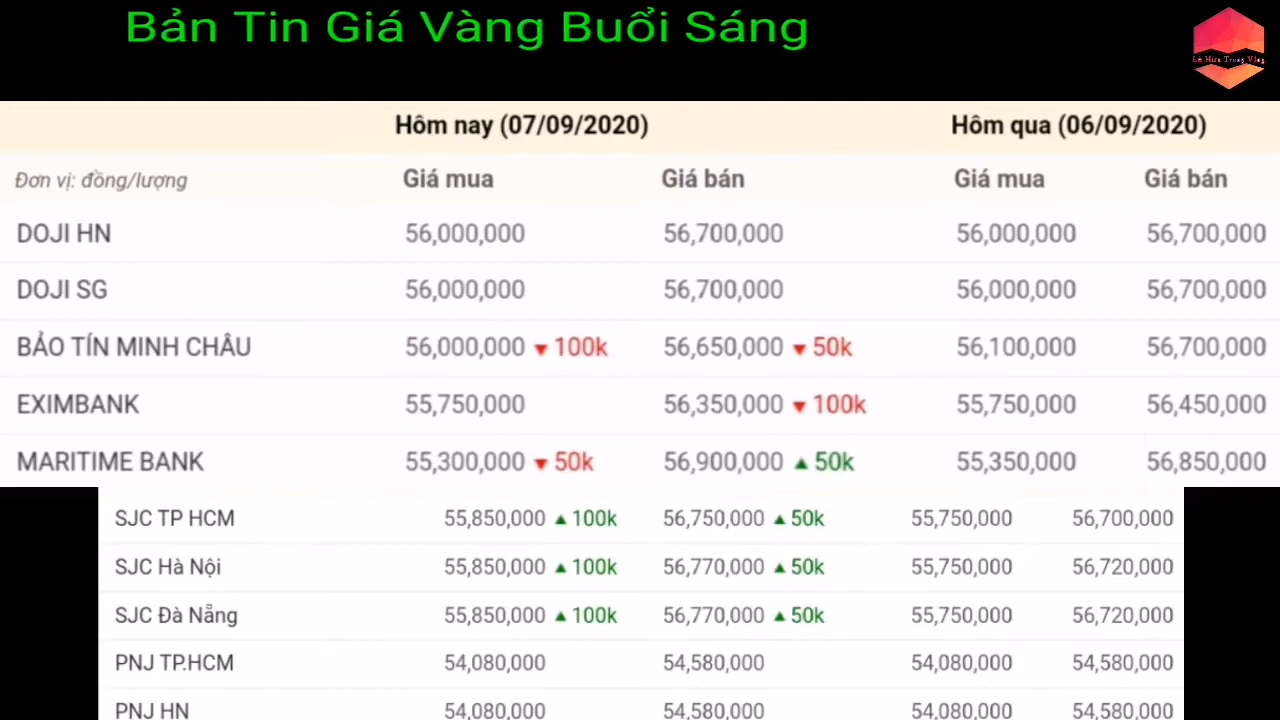 Bản Tin Giá Vàng Buổi Sáng
Lá Hữu Trung Vlog
Hôm nay (07/09/2020) Hôm qua (06/09/2020)
Đơn vị: đồng/lượng Giá mua Giá bán Giá mua Giá bán
DOJI HN 56,000,000 56,700,000 56,000,000 56,700,000
DOJI SG 56,000,000 56,700,000 56,000,000 56,700,000
BẢO TÍN MINH CHÂU 56,000,000 ▼ 100k 56,650,000 ▼ 50k 56,100,000 56,700,000
EXIMBANK 55,750,000 56,350,000 ▼ 100k 55,750,000 56,450,000
MARITIME BANK 55,300,000 ▼ 50k 56,900,000 ▲ 50k 55,350,000 56,850,000
SJC TP HCM 55,850,000 ▲ 100k 56,750,000 ▲ 50k 55,750,000 56,700,000
SJC Hà Nội 55,850,000 ▲ 100k 56,770,000 ▲ 50k 55,750,000 56,720,000
SJC Đà Nẵng 55,850,000 ▲ 100k 56,770,000 ▲ 50k 55,750,000 56,720,000
PNJ TP.HCM 54,080,000 54,580,000 54,080,000 54,580,000
PNJ HN 54,080,000 54,580,000 54,080,000 54,580,000